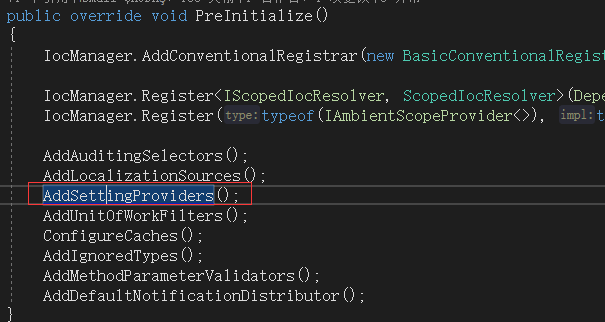 public override void PreInitialize()
{
IocManager.AddConventionalRegistrar(new BasicConventionalRegist
IocManager.Register<IScopedIocResolver, ScopedIocResolver>(Depe
IocManager.Register(type:typeof(IAmbientScopeProvider<>), impl:t
AddAuditingSelectors();
AddLocalizationSources();
AddSettingProviders();
AddUnitOfWorkFilters();
ConfigureCaches();
AddIgnoredTypes();
AddMethodParameterValidators();
AddDefaultNotificationDistributor();
}